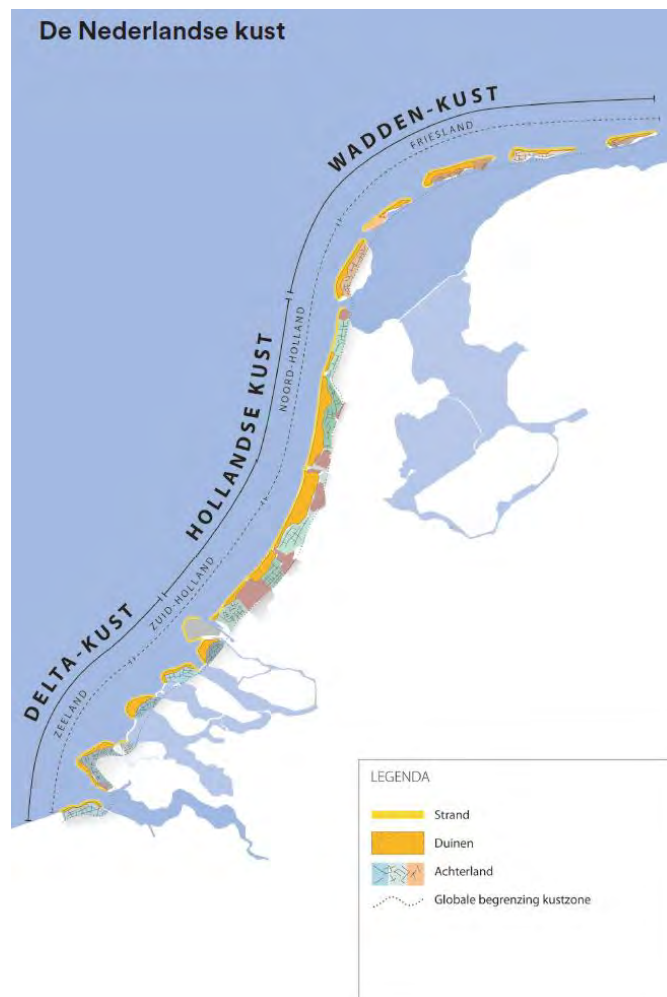 De Nederlandse kust
WADDEN-KUST
FRIESLAND
HOLLANDSE KUST
NOORD-HOLLAND
DELTA-KUST
ZUID-HOLLAND
ZEELAND
LEGENDA
Strand
Duinen
Achterland
Globale begrenzing kustzone